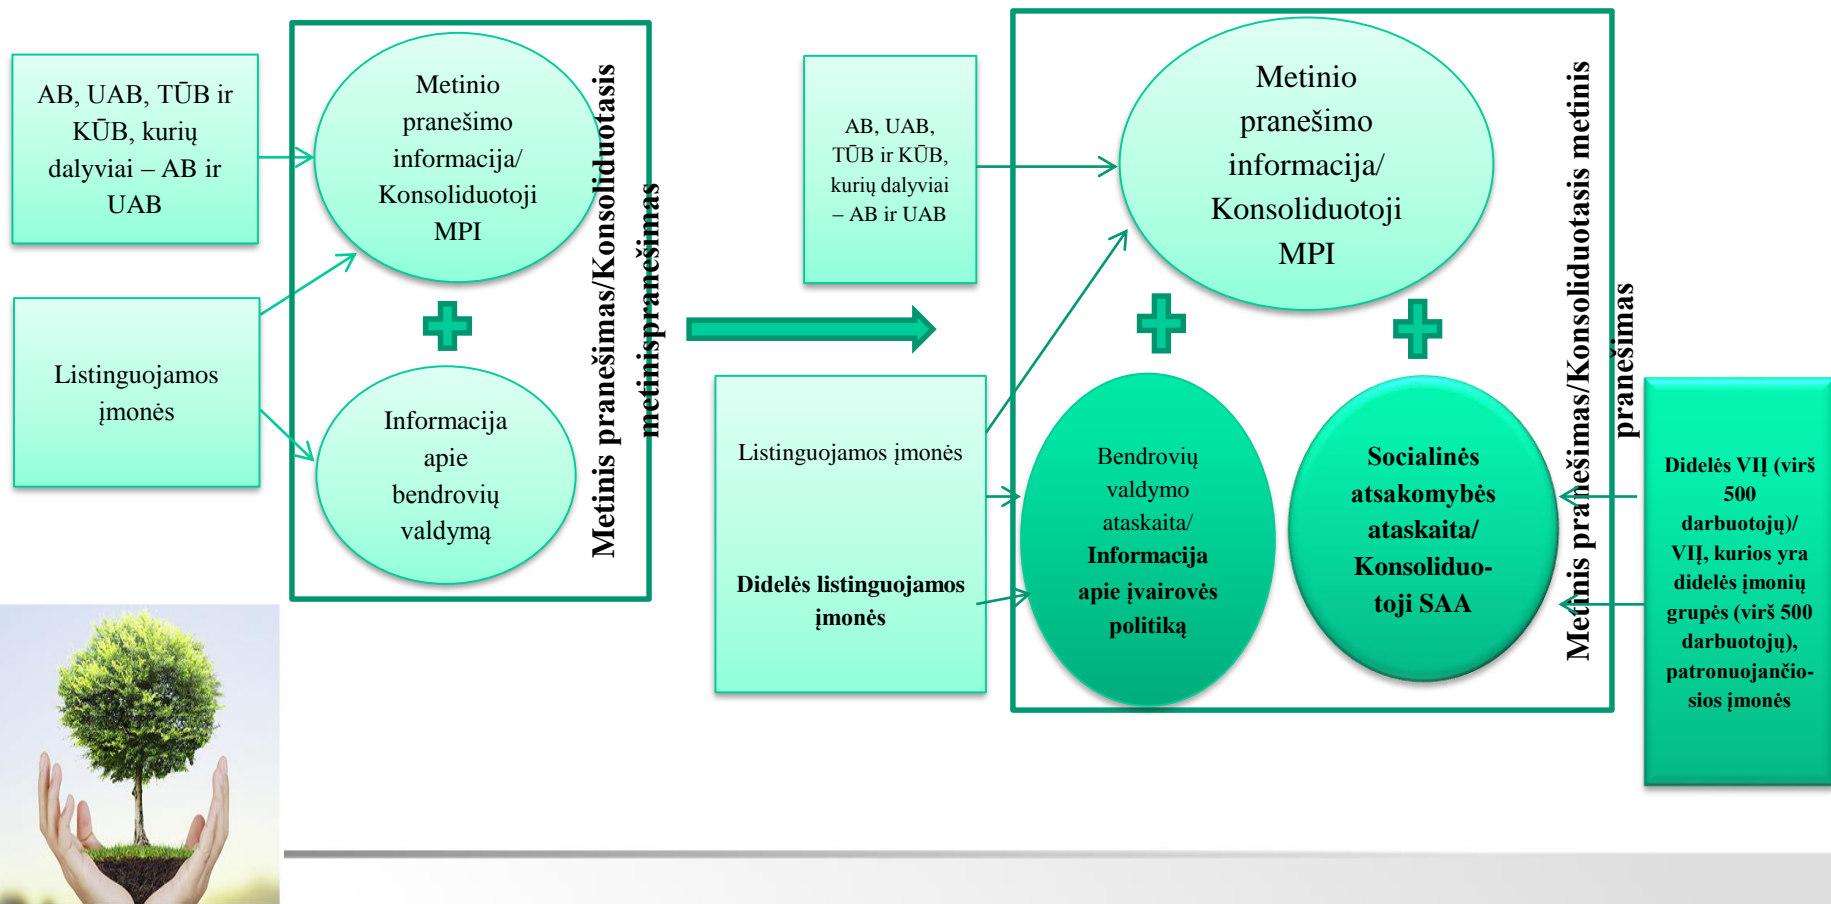 AB, UAB, TŪB ir
KŪB, kurių
dalyviai – AB ir
UAB
Listinguojamos
įmonės
Metinio
pranešimo
informacija/
Konsoliduotoji
MPI
Informacija
apie
bendrovių
valdymą
Metinis pranešimas/Konsoliduotasis
metinispranešimas
AB, UAB,
TŪB ir KŪB,
kurių dalyviai
– AB ir UAB
Listinguojamos įmonės
Didelės listinguojamos
įmonės
Metinio
pranešimo
informacija/
Konsoliduotoji
MPI
Bendrovių
valdymo
ataskaita/
Informacija
apie įvairovės
politiką
Socialinės
atsakomybės
ataskaita/
Konsoliduo-
toji SAA
Metinis pranešimas/Konsoliduotasis metinis
pranešimas
Didelės VIĮ (virš
500
darbuotojų)/
VIĮ, kurios yra
didelės įmonių
grupės (virš 500
darbuotojų),
patronuojančio-
sios įmonės